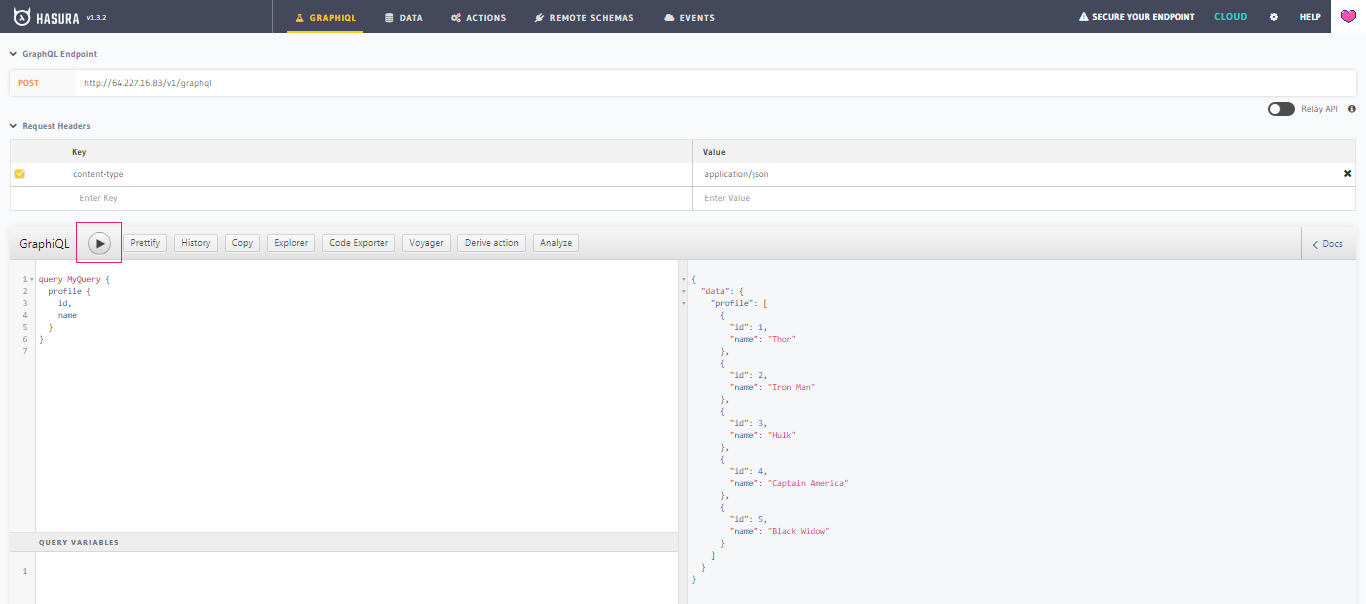 HASURA v1.3.2 GRAPHIQL DATA ACTIONS REMOTE SCHEMAS EVENTS SECURE YOUR ENDPOINT CLOUD HELP
GraphQL Endpoint
POST http://64.227.16.83/v1/graphql
Relay API
Request Headers
Key Value
content-type application/json
Enter Key Enter Value
GraphiQL Prettify History Copy Explorer Code Exporter Voyager Derive action Analyze Docs
1 query MyQuery {
2 profile {
3 id,
4 name
5 }
6 }
7
QUERY VARIABLES
1
{
"data": {
"profile": [
{
"id": 1,
"name": "Thor"
},
{
"id": 2,
"name": "Iron Man"
},
{
"id": 3,
"name": "Hulk"
},
{
"id": 4,
"name": "Captain America"
},
{
"id": 5,
"name": "Black Widow"
}
]
}
}